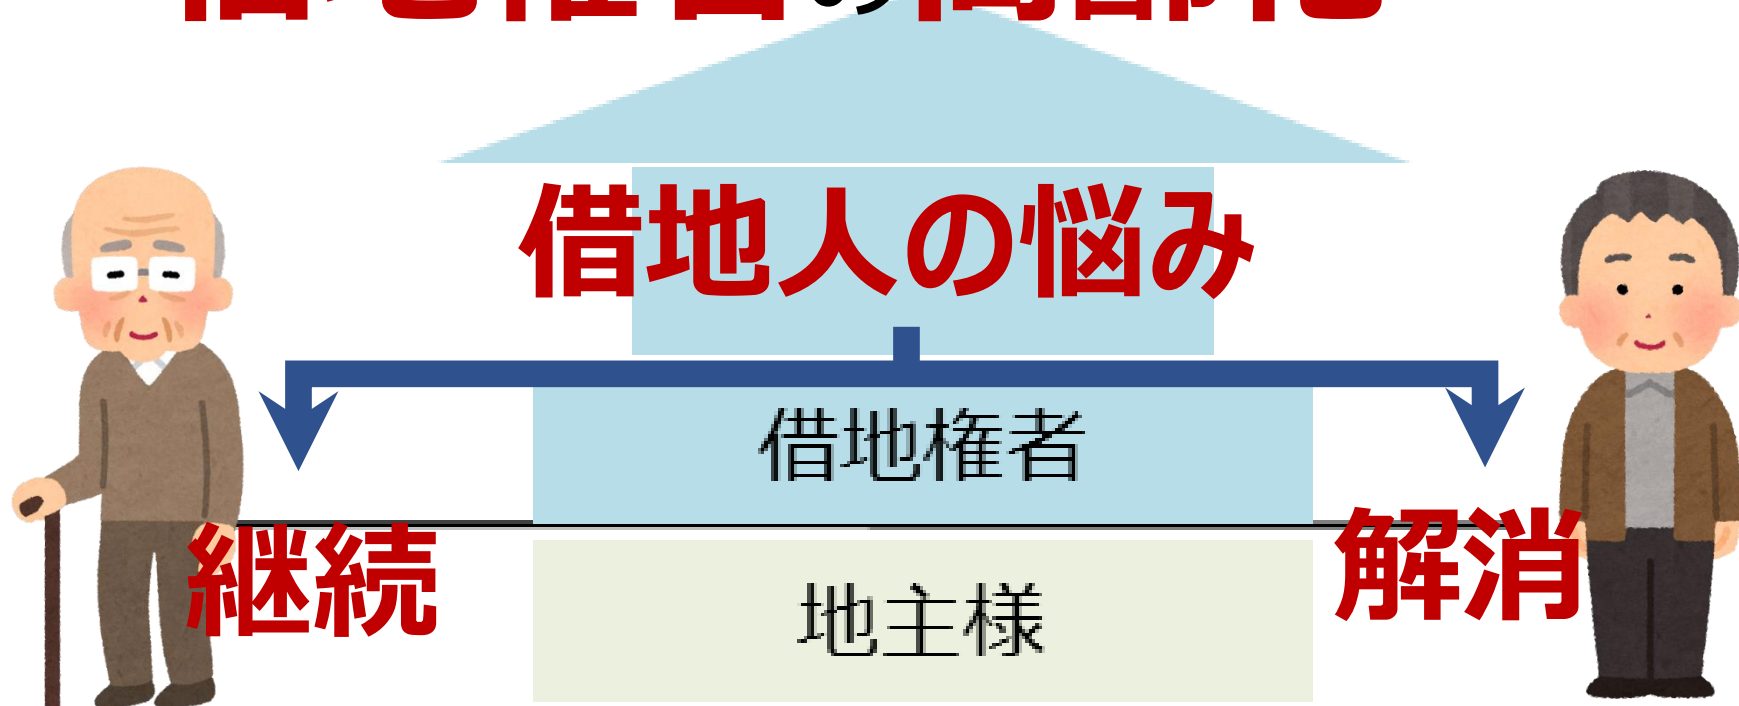 借地人の悩み
借地権者
継続
解消
地主様